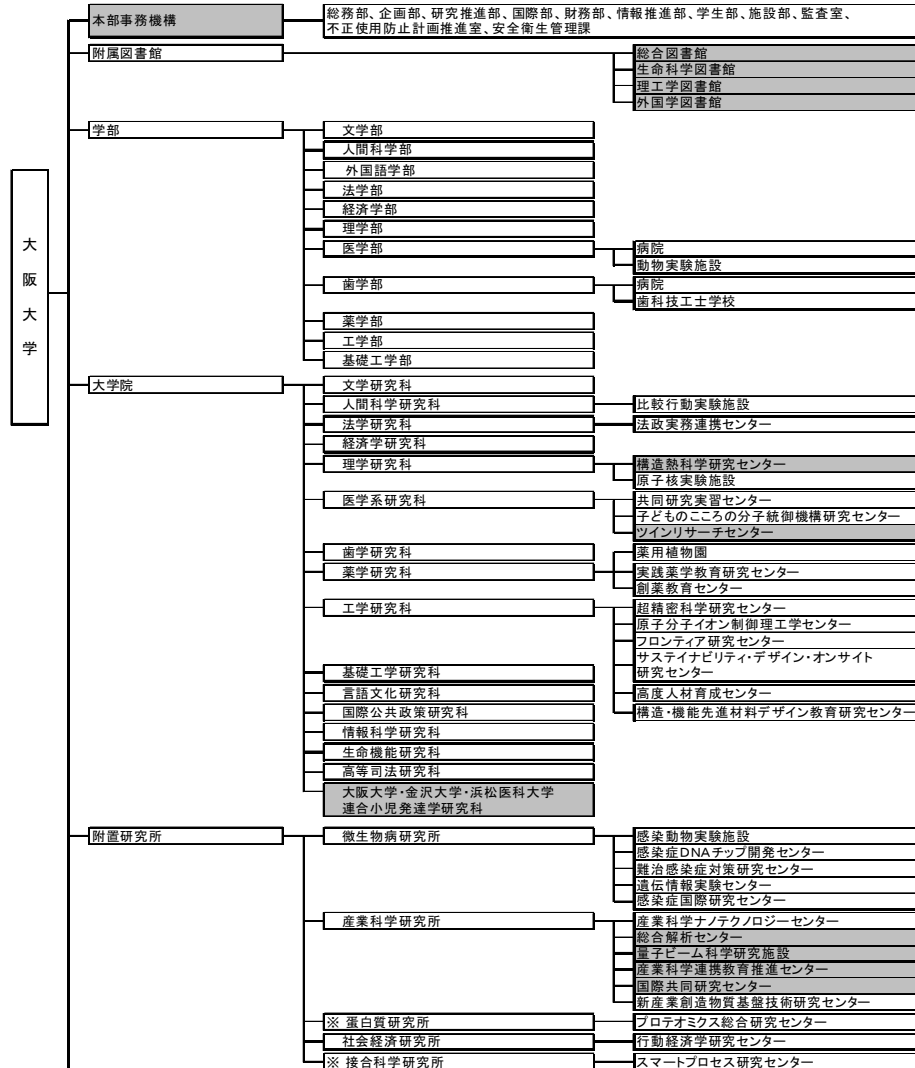 本部事務機構
総務部、企画部、研究推進部、国際部、財務部、情報推進部、学生部、施設部、監査室、
不正使用防止計画推進室、安全衛生管理課
附属図書館
総合図書館
生命科学図書館
理工学図書館
外国学図書館
大阪大学
学部
文学部
人間科学部
外国語学部
法学部
経済学部
理学部
医学部
病院
動物実験施設
歯学部
病院
歯科技工士学校
薬学部
工学部
基礎工学部
大学院
文学研究科
人間科学研究科
比較行動実験施設
法学研究科
法政実務連携センター
経済学研究科
理学研究科
構造熱科学研究センター
原子核実験施設
医学系研究科
共同研究実習センター
子どものこころの分子統御機構研究センター
ツインリサーチセンター
歯学研究科
薬学研究科
薬用植物園
実践薬学教育研究センター
創薬教育センター
工学研究科
超精密科学研究センター
原子分子イオン制御理工学センター
フロンティア研究センター
サステイナビリティ・デザイン・オンサイト
研究センター
高度人材育成センター
構造・機能先進材料デザイン教育研究センター
基礎工学研究科
言語文化研究科
国際公共政策研究科
情報科学研究科
生命機能研究科
高等司法研究科
大阪大学・金沢大学・浜松医科大学
連合小児発達学研究科
附置研究所
微生物病研究所
感染動物実験施設
感染症DNAチップ開発センター
難治感染症対策研究センター
遺伝情報実験センター
感染症国際研究センター
産業科学研究所
産業科学ナノテクノロジーセンター
総合解析センター
量子ビーム科学研究施設
産業科学連携教育推進センター
国際共同研究センター
新産業創造物質基盤技術研究センター
※ 蛋白質研究所
プロテオミクス総合研究センター
社会経済研究所
行動経済学研究センター
※ 接合科学研究所
スマートプロセス研究センター